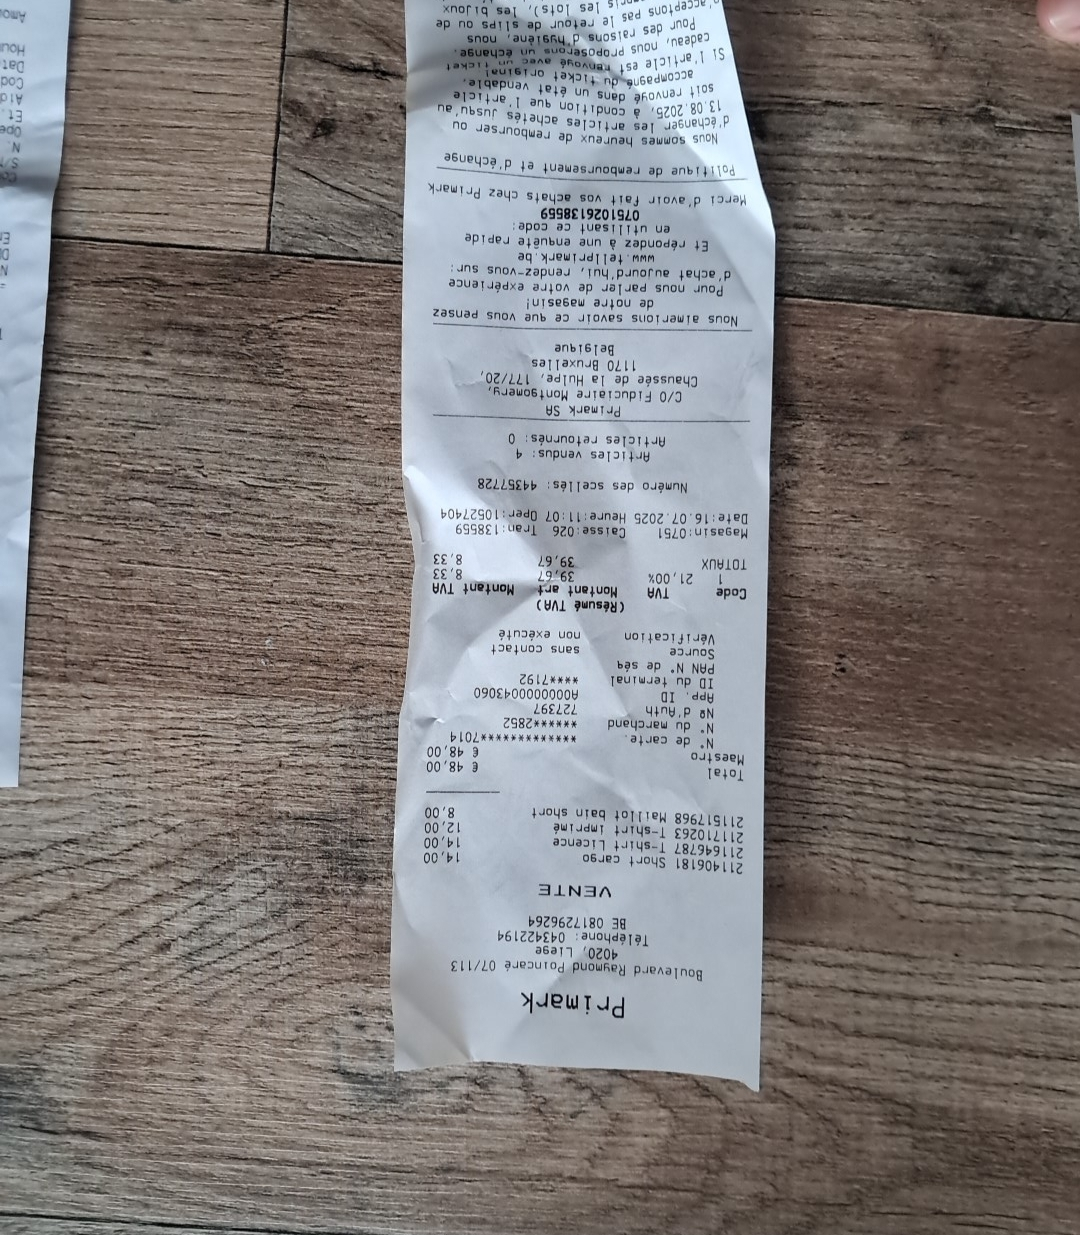 Primark
Boulevard Raymond Poincaré 07/113
4020, Liege
Téléphone: 043422194
BE 0817296264
VENTE
211406181 Short cargo 14,00
211646787 T-shirt Licence 14,00
211710263 T-shirt imprimé 12,00
211517968 Maillot bain short 8,00
Total € 48,00
Maestro € 48,00
N° de carte. *************7014
N° du marchand *******2852
Nº d'Auth 727397
App. ID A0000000043060
ID du terminal ****7192
PAN N° de séq
Source sans contact
Vérification non exécuté
(Résumé TVA)
Code TVA Montant art Montant TVA
1 21,00% 39,67 8,33
TOTAUX 39,67 8,33
Magasin:0751 Caisse:026 Tran:138559
Date:16.07.2025 Heure:11:07 Oper:10527404
Numéro des scellés: 44357728
Articles vendus: 4
Articles retournés: 0
Primark SA
C/O Fiduciaire Montgomery,
Chaussée de la Hulpe, 177/20,
1170 Bruxelles
Belgique
Nous aimerions savoir ce que vous pensez
de notre magasin!
Pour nous parler de votre expérience
d'achat aujourd'hui, rendez-vous sur:
www.tellprimark.be
Et répondez à une enquête rapide
en utilisant ce code:
0751026138559
Merci d'avoir fait vos achats chez Primark
Politique de remboursement et d'échange
Nous sommes heureux de rembourser ou
d'échanger les articles achetés jusqu'au
13.08.2025, à condition que l'article
soit renvoyé dans un état vendable,
accompagné du ticket original!
Si l'article est renvoyé avec un ticket
cadeau, nous proposerons un échange.
Pour des raisons d'hygiène, nous
n'acceptons pas le retour de slips ou de
les lots), les bijoux